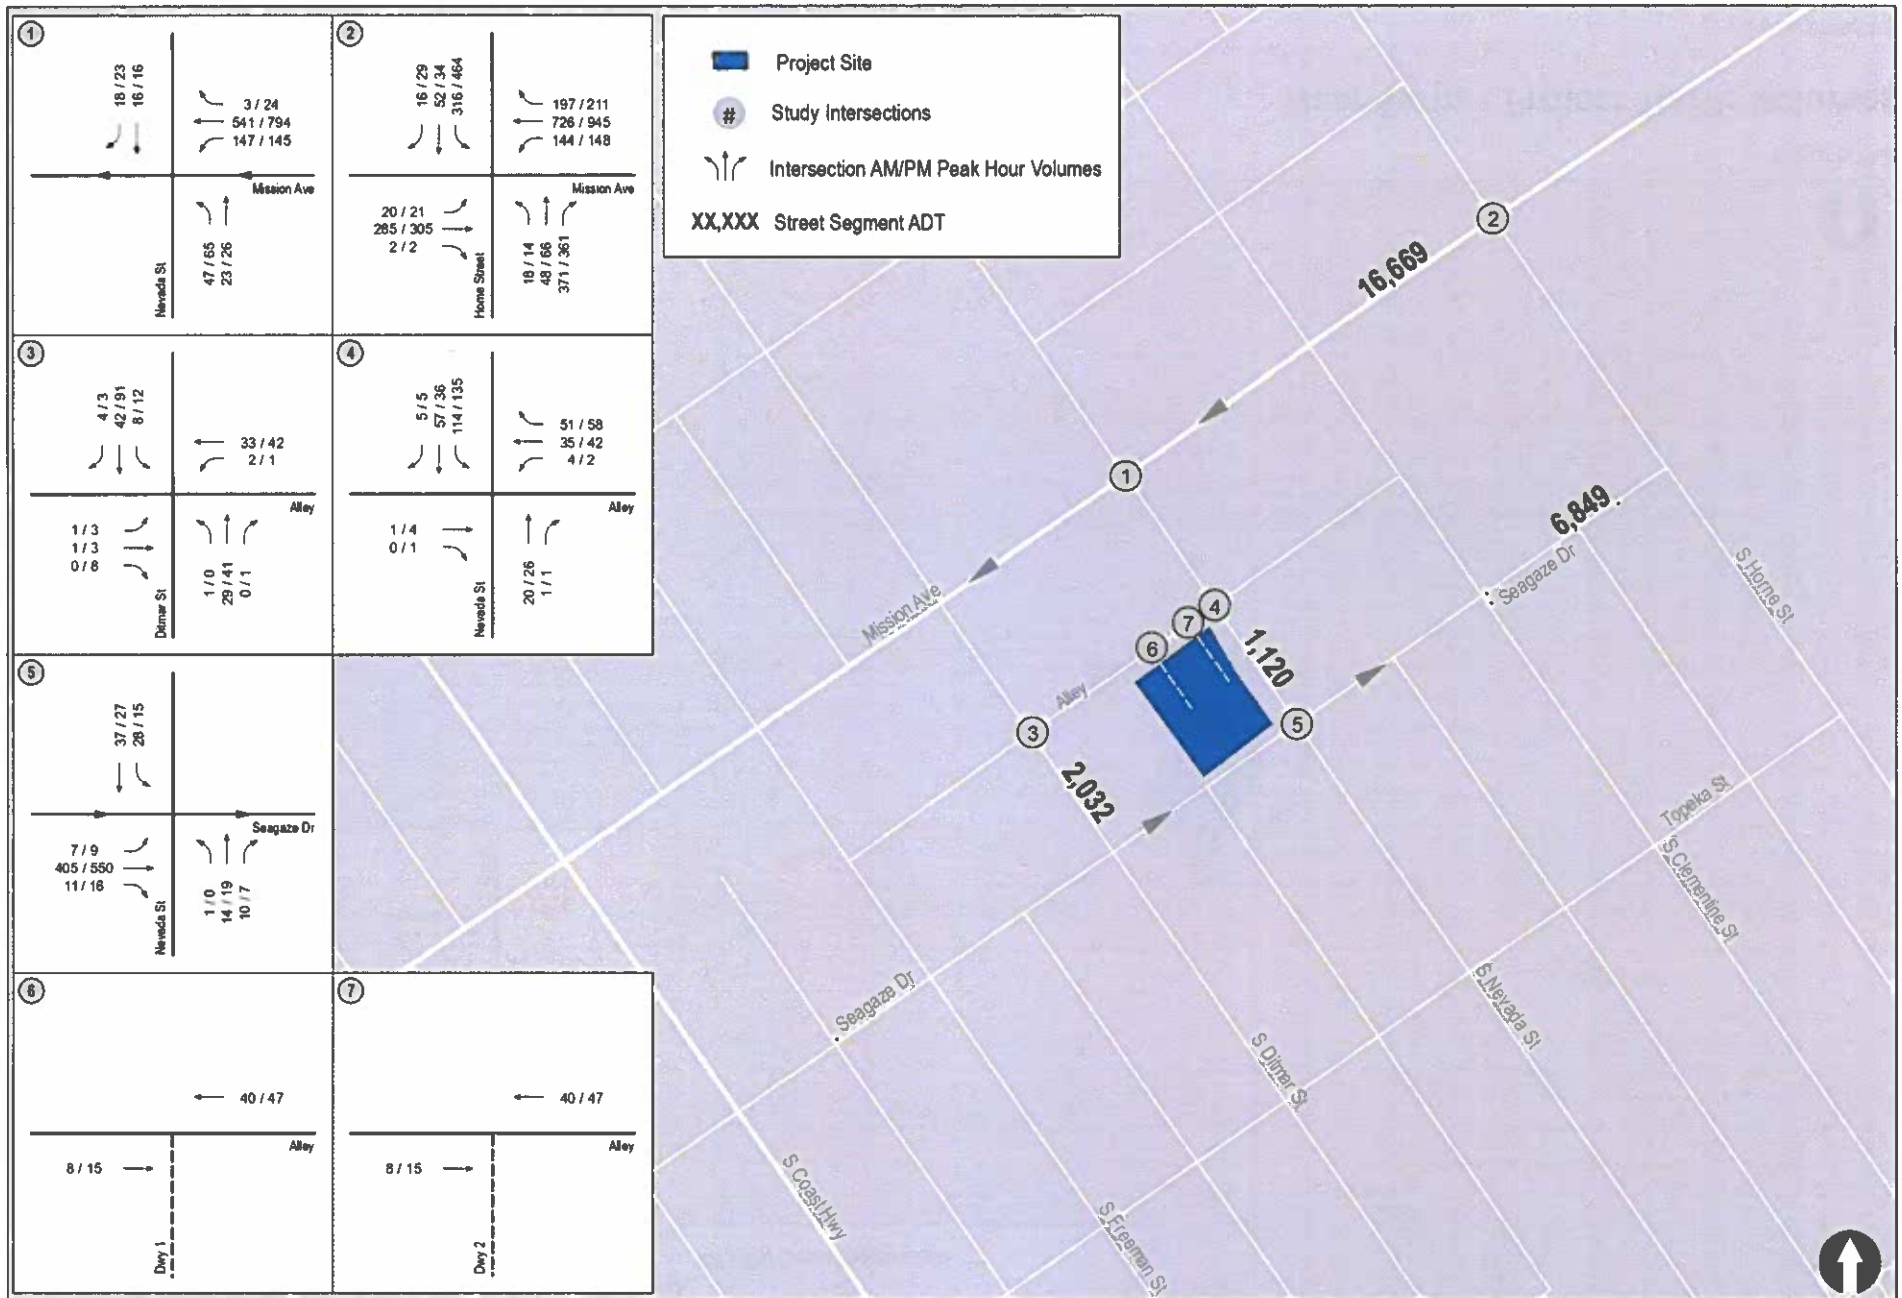 1
18 / 23
16 / 16
3 / 24
541 / 794
147 / 145
Mission Ave
47 / 65
23 / 26
Nevada St
2
16 / 29
52 / 34
316 / 464
197 / 211
726 / 945
144 / 148
Mission Ave
20 / 21
285 / 305
2 / 2
18 / 14
48 / 66
371 / 361
Horne Street
Project Site
# Study Intersections
Intersection AM/PM Peak Hour Volumes
XX,XXX Street Segment ADT
3
4 / 3
42 / 91
8 / 12
33 / 42
2 / 1
Alley
1 / 3
1 / 3
0 / 8
1 / 0
29 / 41
0 / 1
Ditmar St
4
5 / 5
57 / 36
114 / 135
51 / 58
35 / 42
4 / 2
Alley
1 / 4
0 / 1
20 / 26
1 / 1
Nevada St
5
37 / 27
28 / 15
Seagaze Dr
7 / 9
405 / 550
11 / 16
1 / 0
14 / 19
10 / 7
Nevada St
6
40 / 47
Alley
8 / 15
Dwy 1
7
40 / 47
Alley
8 / 15
Dwy 2
2
16,669
1
6,849
Seagaze Dr
S Horne St
Mission Ave
4
7
6
1,120
Alley
5
3
2,032
Topeka St
S Clementine St
Seagaze Dr
S Nevada St
S Ditmar St
S Coast Hwy
S Freeman St